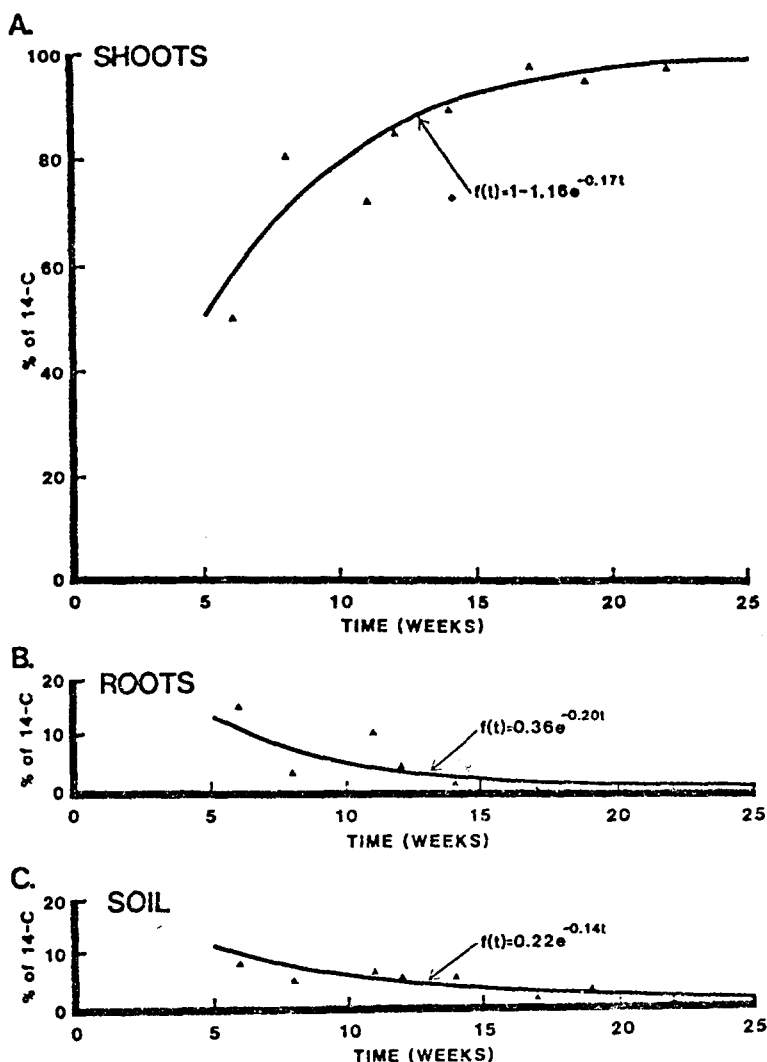 A.
SHOOTS
100
80
60
40
20
0
% of 14-C
f(t)=1-1.16e^-0.17t
0 5 10 15 20 25
TIME (WEEKS)
B.
ROOTS
20
10
0
% of 14-C
f(t)=0.36e^-0.20t
0 5 10 15 20 25
TIME (WEEKS)
C.
SOIL
20
10
0
% of 14-C
f(t)=0.22e^-0.14t
0 5 10 15 20 25
TIME (WEEKS)